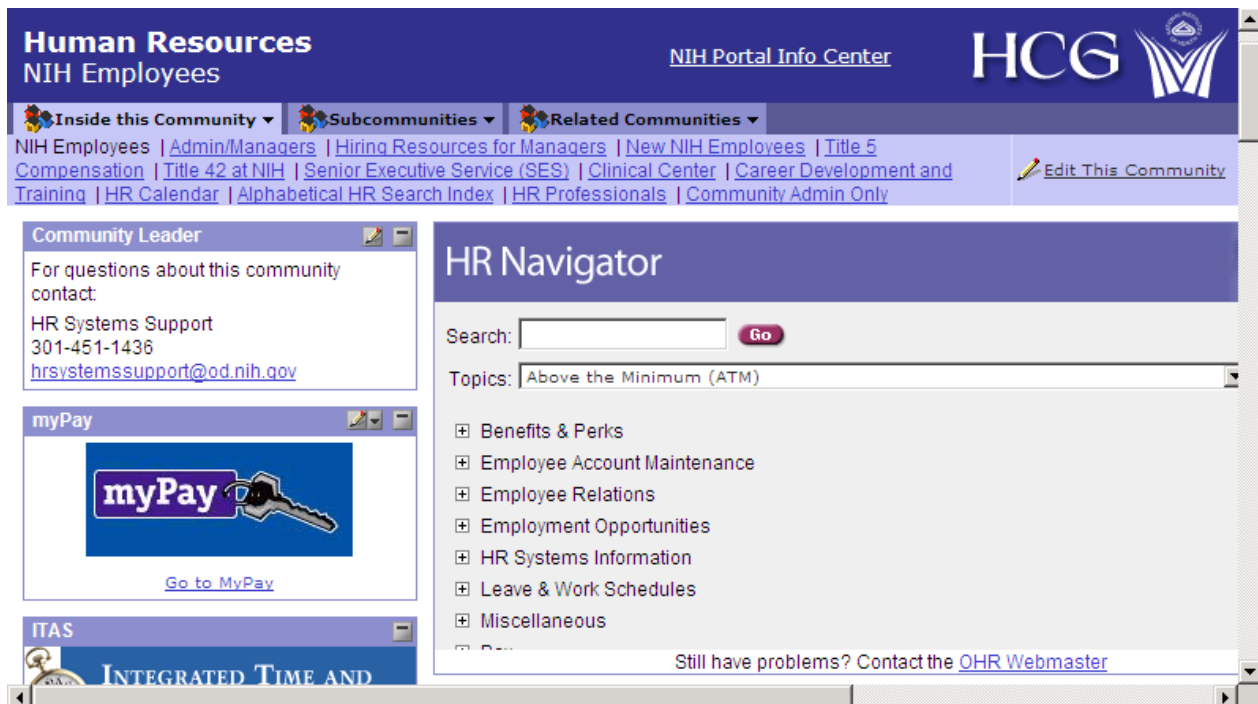 Human Resources
NIH Employees
NIH Portal Info Center
HCG
Inside this Community
Subcommunities
Related Communities
NIH Employees | Admin/Managers | Hiring Resources for Managers | New NIH Employees | Title 5
Compensation | Title 42 at NIH | Senior Executive Service (SES) | Clinical Center | Career Development and
Training | HR Calendar | Alphabetical HR Search Index | HR Professionals | Community Admin Only
Edit This Community
Community Leader
For questions about this community
contact:
HR Systems Support
301-451-1436
hrsystemssupport@od.nih.gov
myPay
myPay
Go to MyPay
ITAS
INTEGRATED TIME AND
HR Navigator
Search:
Go
Topics: Above the Minimum (ATM)
Benefits & Perks
Employee Account Maintenance
Employee Relations
Employment Opportunities
HR Systems Information
Leave & Work Schedules
Miscellaneous
Still have problems? Contact the OHR Webmaster